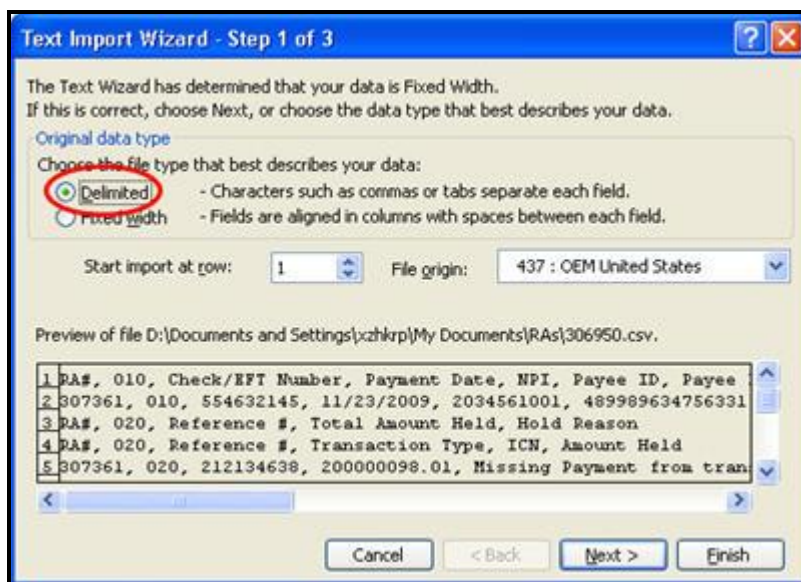 Text Import Wizard - Step 1 of 3
The Text Wizard has determined that your data is Fixed Width.
If this is correct, choose Next, or choose the data type that best describes your data.
Original data type
Choose the file type that best describes your data:
Delimited - Characters such as commas or tabs separate each field.
Fixed width - Fields are aligned in columns with spaces between each field.
Start import at row: 1 File origin: 437 : OEM United States
Preview of file D:\Documents and Settings\xzhkrp\My Documents\RAs\306950.csv.
1 RA#, 010, Check/EFT Number, Payment Date, NPI, Payee ID, Payee
2 307361, 010, 554632145, 11/23/2009, 2034561001, 489989634756331
3 RA#, 020, Reference #, Total Amount Held, Hold Reason
4 RA#, 020, Reference #, Transaction Type, ICN, Amount Held
5 307361, 020, 212134638, 200000098.01, Missing Payment from tran
Cancel < Back Next > Finish